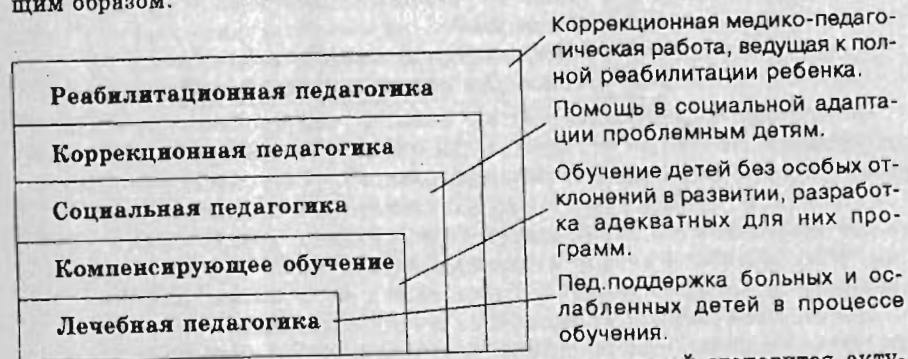 щим образом:
Реабилитационная педагогика
Коррекционная педагогика
Социальная педагогика
Компенсирующее обучение
Лечебная педагогика
Коррекционная медико-педаго-
гическая работа, ведущая к пол-
ной реабилитации ребенка.
Помощь в социальной адапта-
ции проблемным детям.
Обучение детей без особых от-
клонений в развитии, разработ-
ка адекватных для них про-
грамм.
Пед.поддержка больных и ос-
лабленных детей в процессе
обучения.